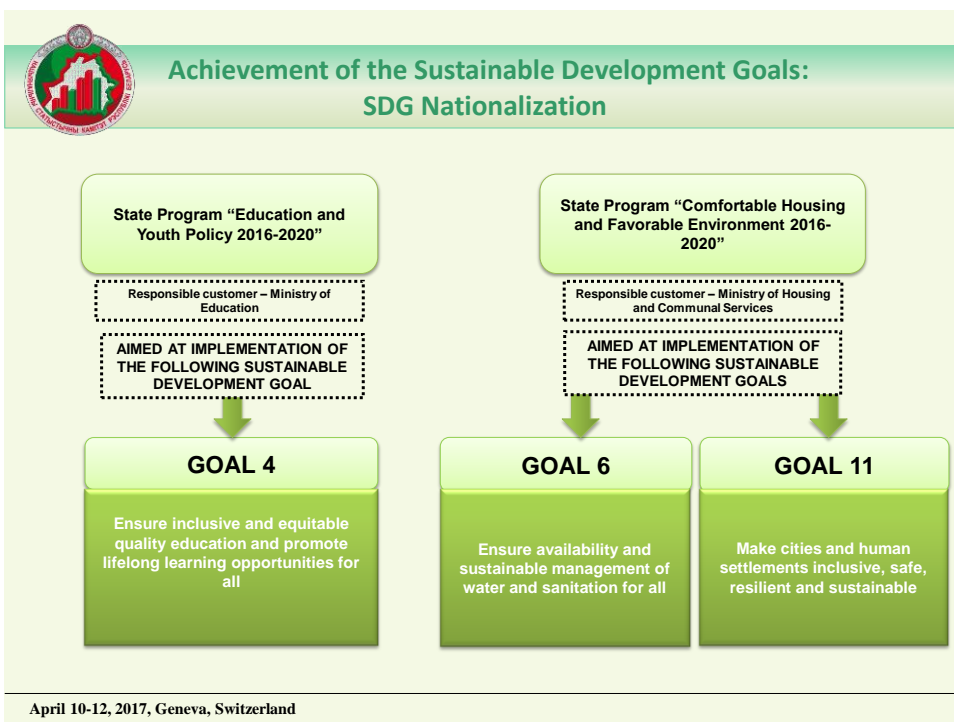 НАЦЫЯНАЛЬНЫ СТАТЫСТЫЧНЫ КАМІТЭТ РЭСПУБЛІКІ БЕЛАРУСЬ
Achievement of the Sustainable Development Goals:
SDG Nationalization
State Program “Education and
Youth Policy 2016-2020”
Responsible customer – Ministry of
Education
AIMED AT IMPLEMENTATION OF
THE FOLLOWING SUSTAINABLE
DEVELOPMENT GOAL
GOAL 4
Ensure inclusive and equitable
quality education and promote
lifelong learning opportunities for
all
State Program “Comfortable Housing
and Favorable Environment 2016-
2020”
Responsible customer – Ministry of Housing
and Communal Services
AIMED AT IMPLEMENTATION OF
THE FOLLOWING SUSTAINABLE
DEVELOPMENT GOALS
GOAL 6
Ensure availability and
sustainable management of
water and sanitation for all
GOAL 11
Make cities and human
settlements inclusive, safe,
resilient and sustainable
April 10-12, 2017, Geneva, Switzerland